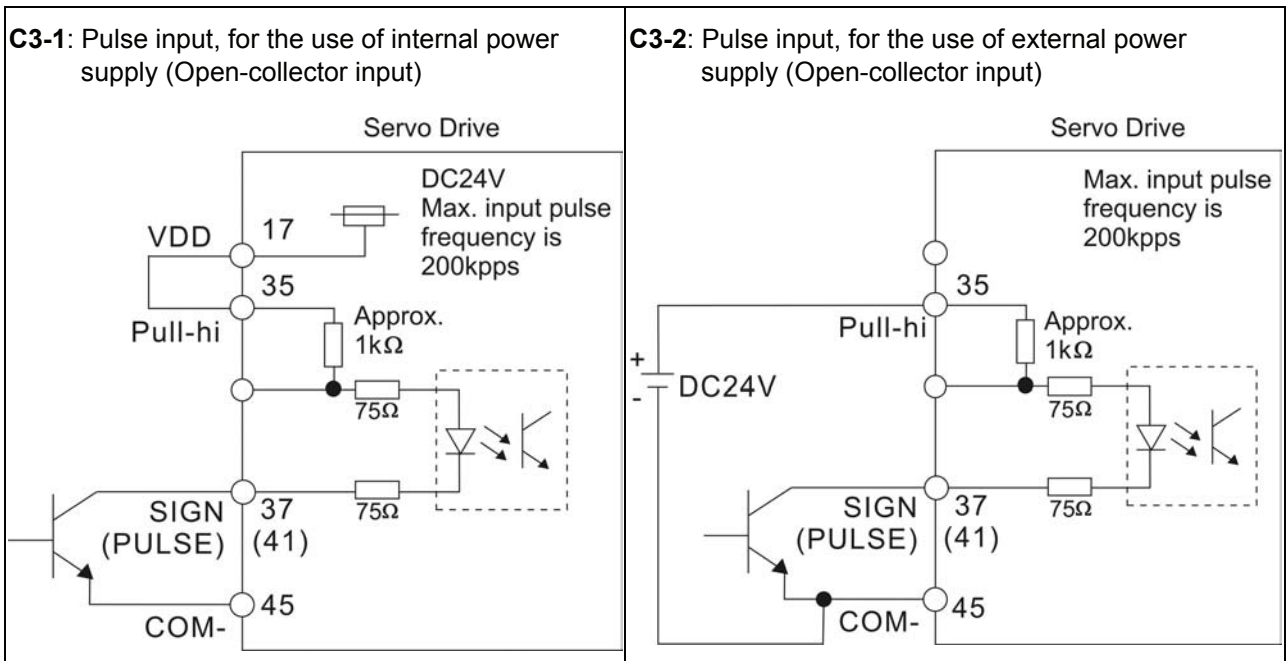 C3-1: Pulse input, for the use of internal power
supply (Open-collector input)
Servo Drive
DC24V
Max. input pulse
frequency is
200kpps
VDD
17
35
Pull-hi
Approx.
1kΩ
75Ω
SIGN
(PULSE)
37
(41)
75Ω
45
COM-
C3-2: Pulse input, for the use of external power
supply (Open-collector input)
Servo Drive
Max. input pulse
frequency is
200kpps
35
Pull-hi
Approx.
1kΩ
+
-
DC24V
75Ω
SIGN
(PULSE)
37
(41)
75Ω
COM-
45